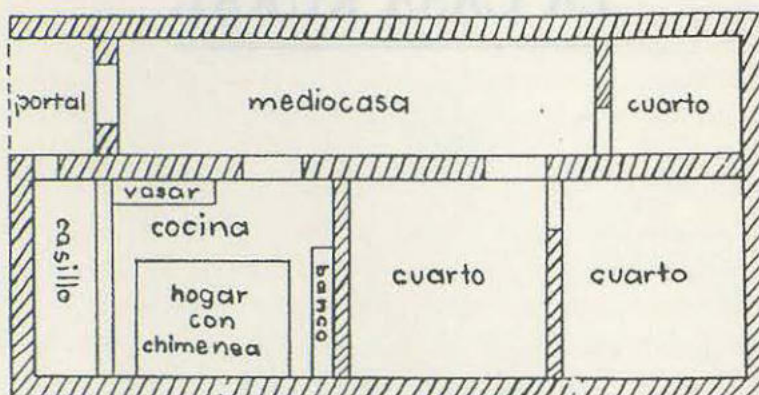 portal
mediocasa
cuarto
vasar
cocina
casillo
hogar
con
chimenea
banco
cuarto
cuarto